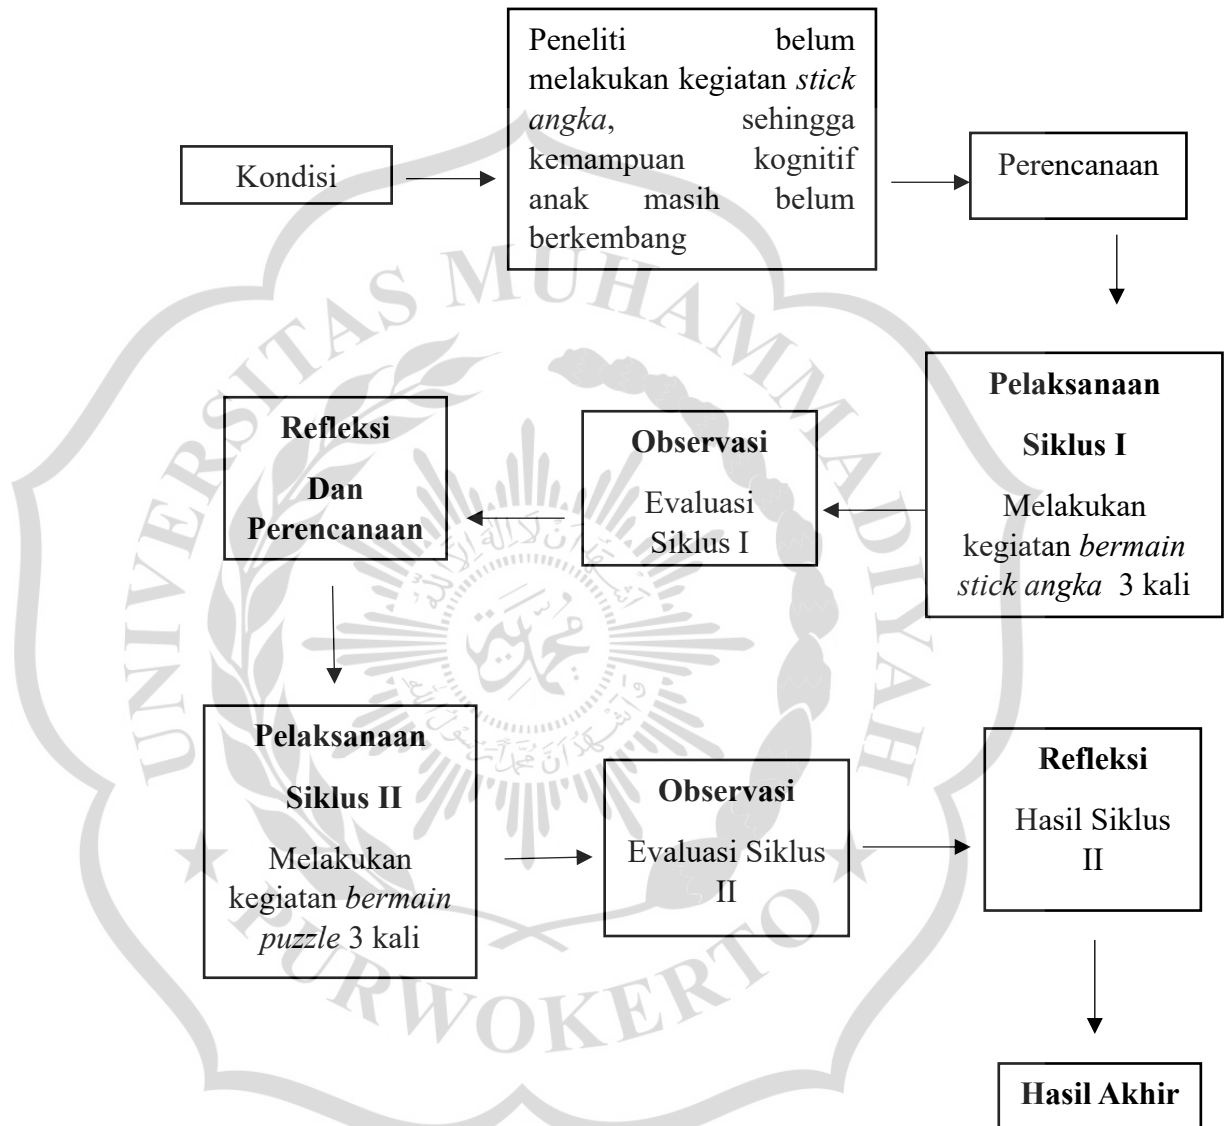 Kondisi
Peneliti belum
melakukan kegiatan stick
angka, sehingga
kemampuan kognitif
anak masih belum
berkembang
Perencanaan
Pelaksanaan
Siklus I
Melakukan
kegiatan bermain
stick angka 3 kali
Observasi
Evaluasi
Siklus I
Refleksi
Dan
Perencanaan
Pelaksanaan
Siklus II
Melakukan
kegiatan bermain
puzzle 3 kali
Observasi
Evaluasi Siklus
II
Refleksi
Hasil Siklus
II
Hasil Akhir
UNIVERSITAS MUHAMMADIYAH
PURWOKERTO